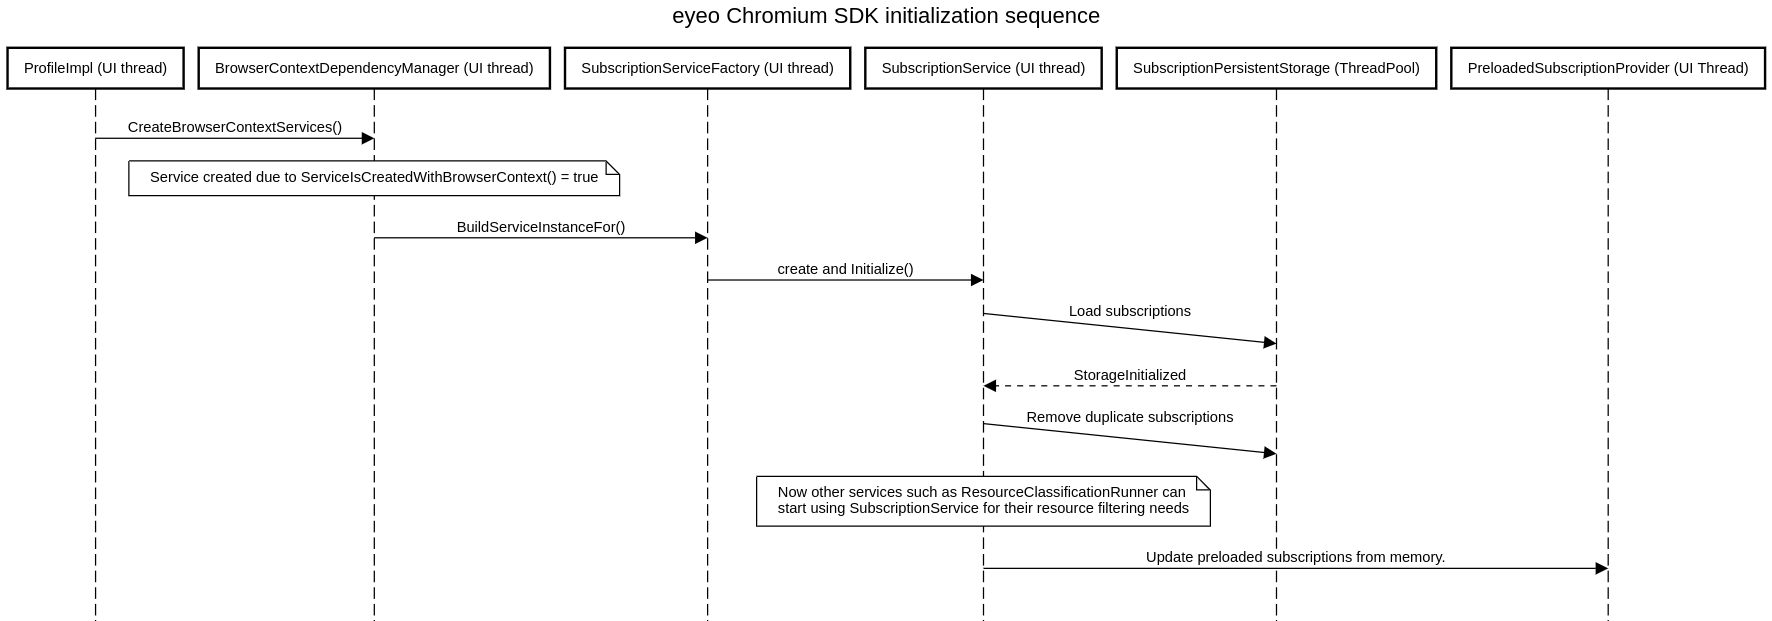 eyeo Chromium SDK initialization sequence
ProfileImpl (UI thread)
BrowserContextDependencyManager (UI thread)
SubscriptionServiceFactory (UI thread)
SubscriptionService (UI thread)
SubscriptionPersistentStorage (ThreadPool)
PreloadedSubscriptionProvider (UI Thread)
CreateBrowserContextServices()
Service created due to ServiceIsCreatedWithBrowserContext() = true
BuildServiceInstanceFor()
create and Initialize()
Load subscriptions
StorageInitialized
Remove duplicate subscriptions
Now other services such as ResourceClassificationRunner can
start using SubscriptionService for their resource filtering needs
Update preloaded subscriptions from memory.